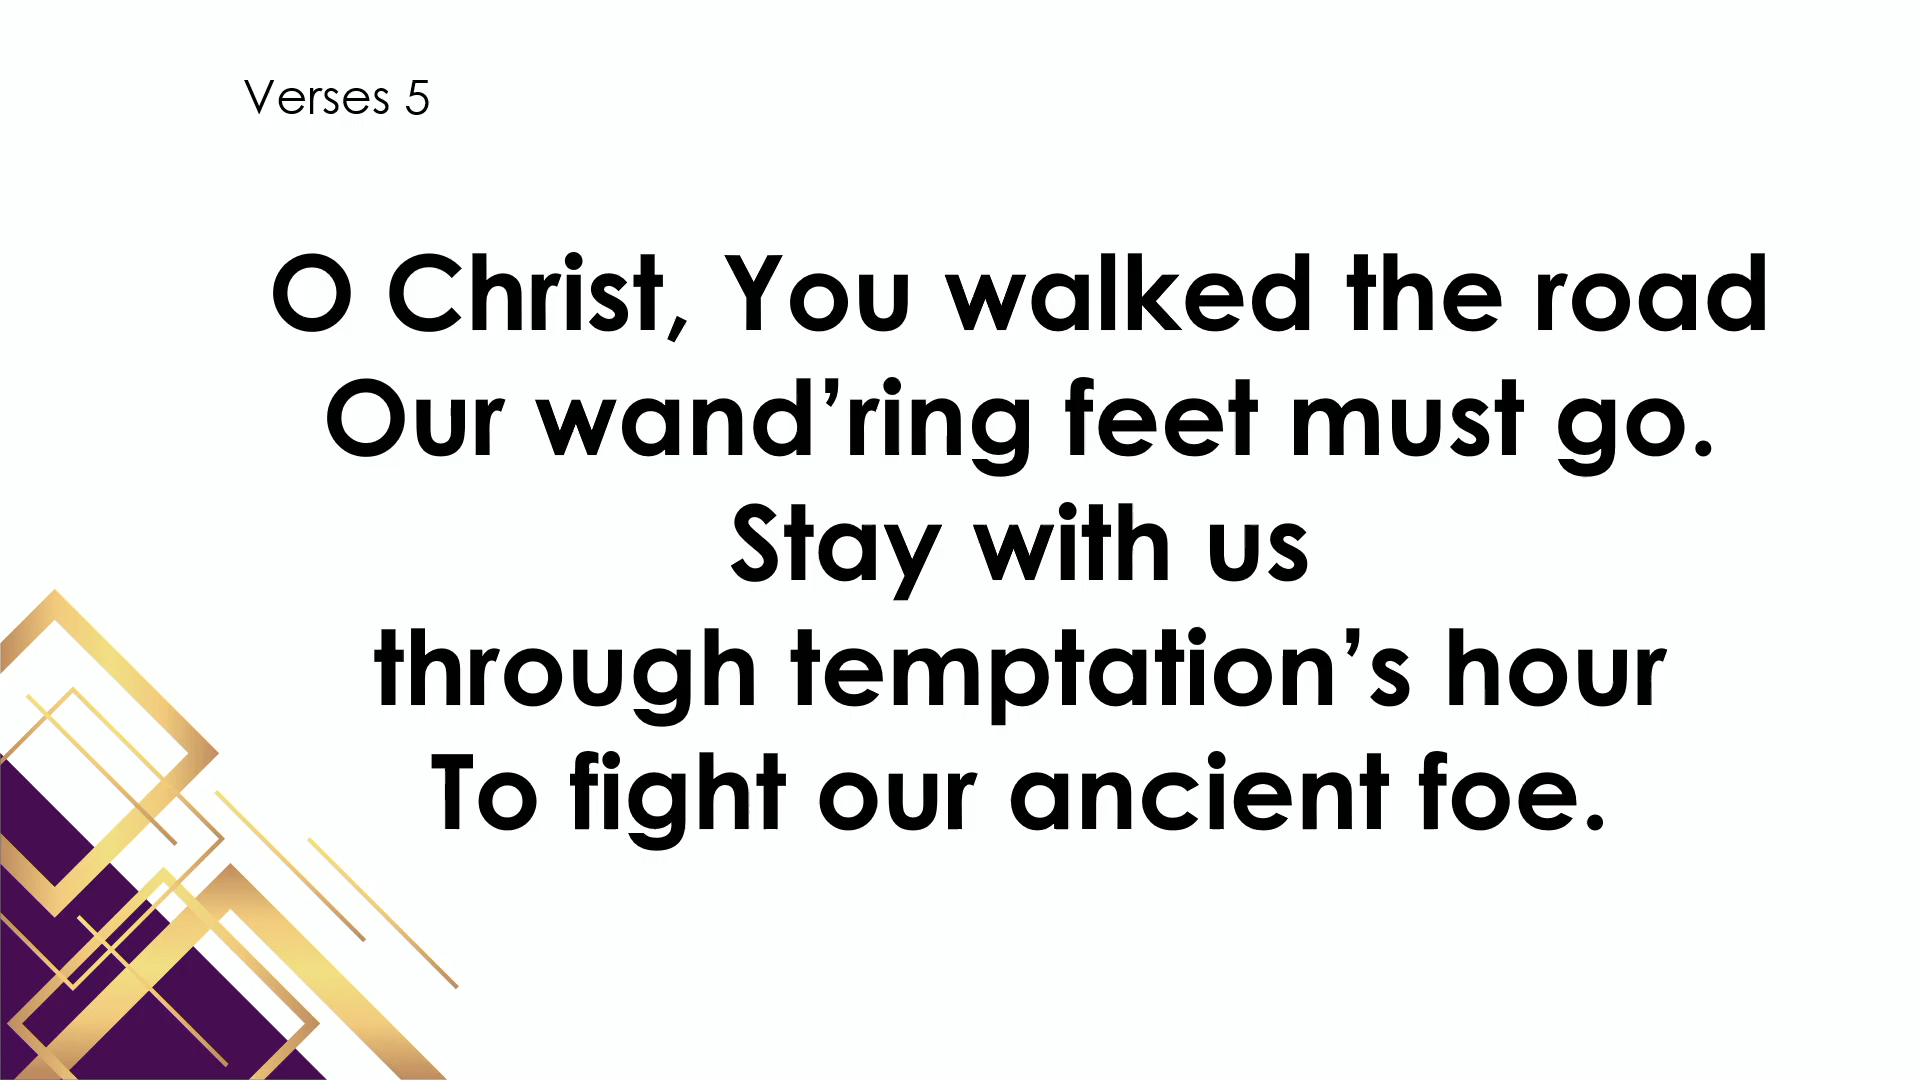 Verses 5
O Christ, You walked the road
Our wand’ring feet must go.
Stay with us
through temptation’s hour
To fight our ancient foe.